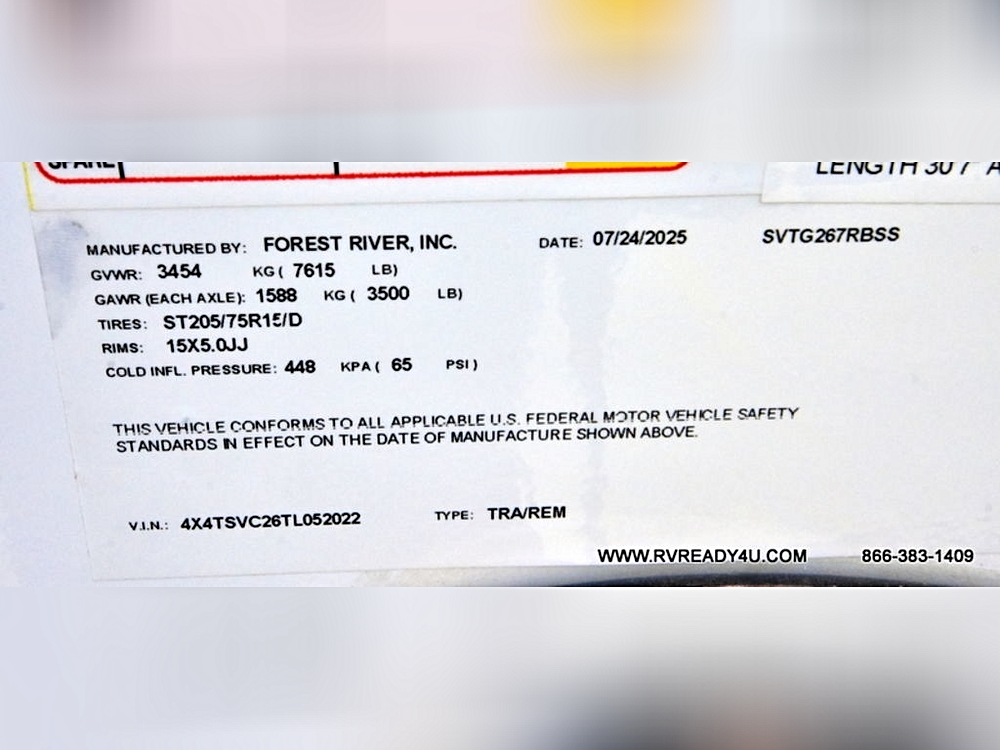 SPARE
LENGTH 30'7" A
MANUFACTURED BY: FOREST RIVER, INC. DATE: 07/24/2025 SVTG267RBSS
GVWR: 3454 KG ( 7615 LB)
GAWR (EACH AXLE): 1588 KG ( 3500 LB)
TIRES: ST205/75R15/D
RIMS: 15X5.0JJ
COLD INFL. PRESSURE: 448 KPA ( 65 PSI )
THIS VEHICLE CONFORMS TO ALL APPLICABLE U.S. FEDERAL MOTOR VEHICLE SAFETY
STANDARDS IN EFFECT ON THE DATE OF MANUFACTURE SHOWN ABOVE.
V.I.N.: 4X4TSVC26TL052022 TYPE: TRA/REM
WWW.RVREADY4U.COM 866-383-1409